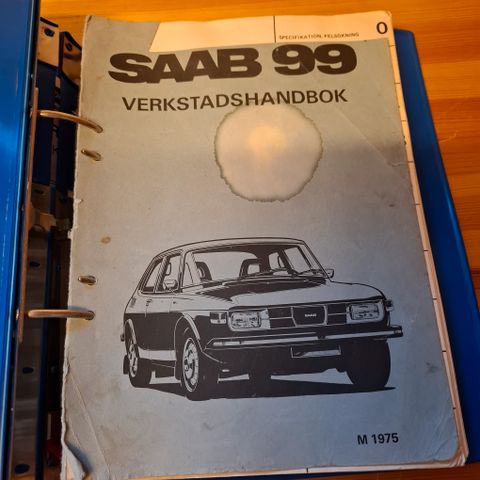 SPECIFIKATION, FELSÖKNING
0
SAAB 99
VERKSTADSHANDBOK
SAAB
M 1975